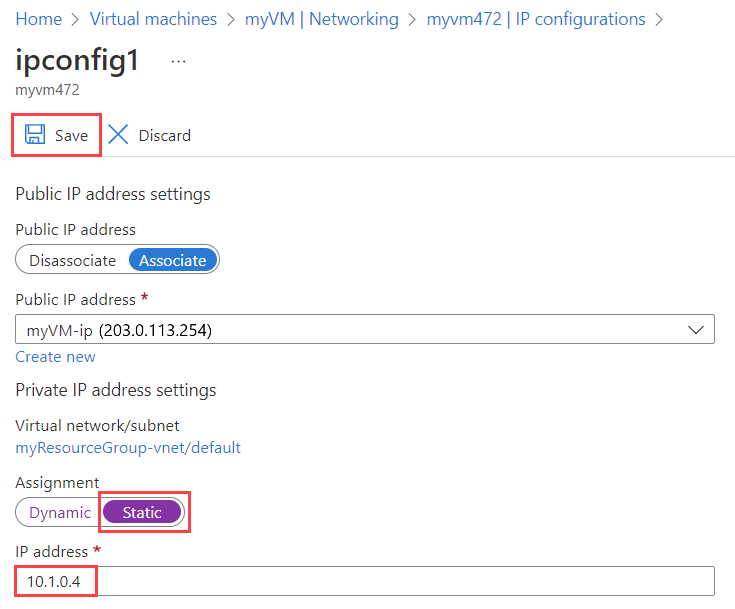 Home > Virtual machines > myVM | Networking > myvm472 | IP configurations >
ipconfig1 ...
myvm472
Save Discard
Public IP address settings
Public IP address
Disassociate Associate
Public IP address *
myVM-ip (203.0.113.254)
Create new
Private IP address settings
Virtual network/subnet
myResourceGroup-vnet/default
Assignment
Dynamic Static
IP address *
10.1.0.4